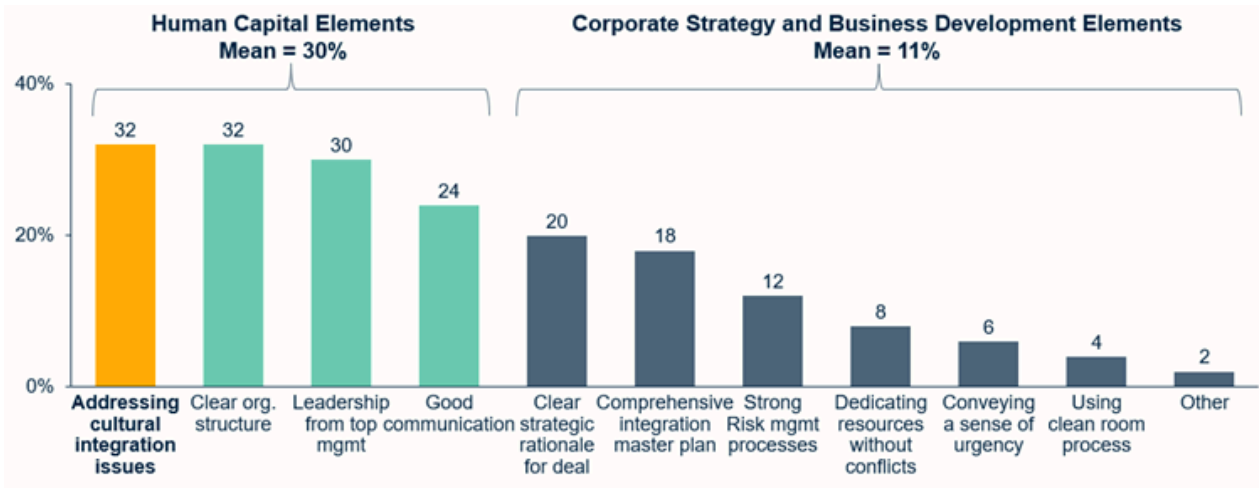 Human Capital Elements
Mean = 30%
Corporate Strategy and Business Development Elements
Mean = 11%
40%
20%
0%
32
32
30
24
20
18
12
8
6
4
2
Addressing
cultural
integration
issues
Clear org.
structure
Leadership
from top
mgmt
Good
communication
Clear
strategic
rationale
for deal
Comprehensive
integration
master plan
Strong
Risk mgmt
processes
Dedicating
resources
without
conflicts
Conveying
a sense of
urgency
Using
clean room
process
Other